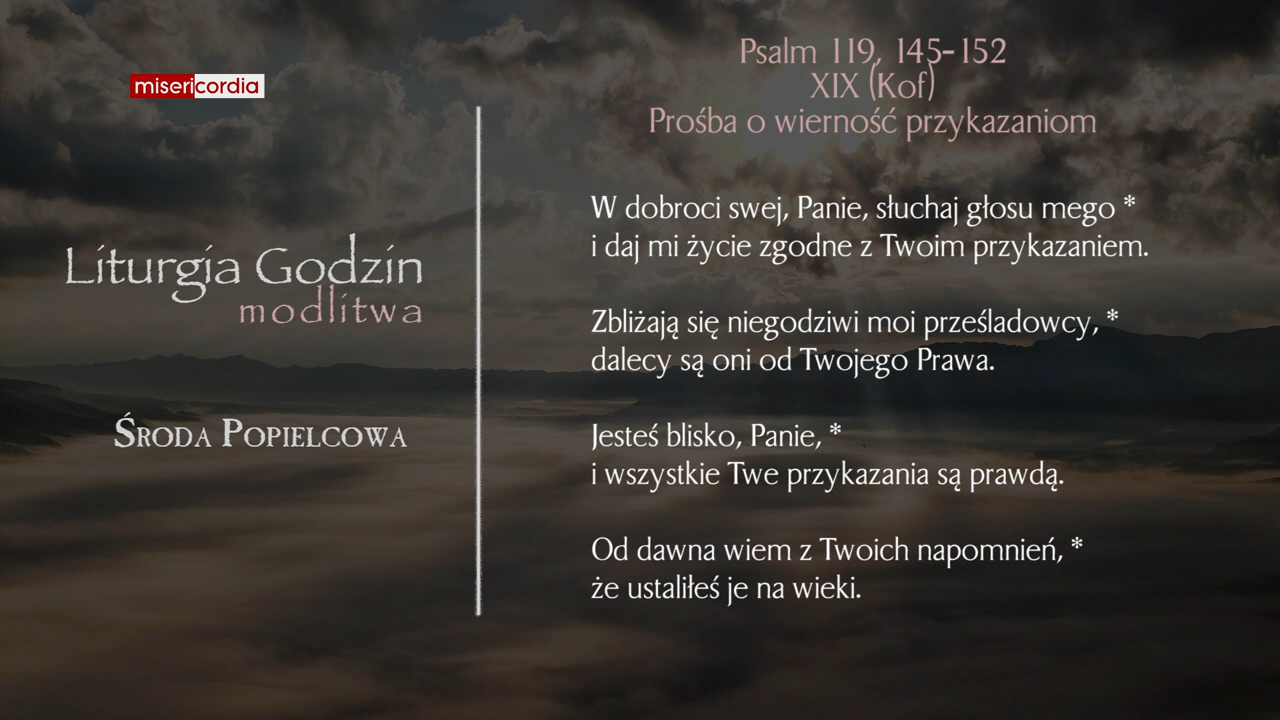 misericordia
Liturgia Godzin
modlitwa
Środa Popielcowa
Psalm 119, 145-152
XIX (Kof)
Prośba o wierność przykazaniom
W dobroci swej, Panie, słuchaj głosu mego *
i daj mi życie zgodne z Twoim przykazaniem.
Zbliżają się niegodziwi moi prześladowcy, *
dalecy są oni od Twojego Prawa.
Jesteś blisko, Panie, *
i wszystkie Twe przykazania są prawdą.
Od dawna wiem z Twoich napomnień, *
że ustaliłeś je na wieki.